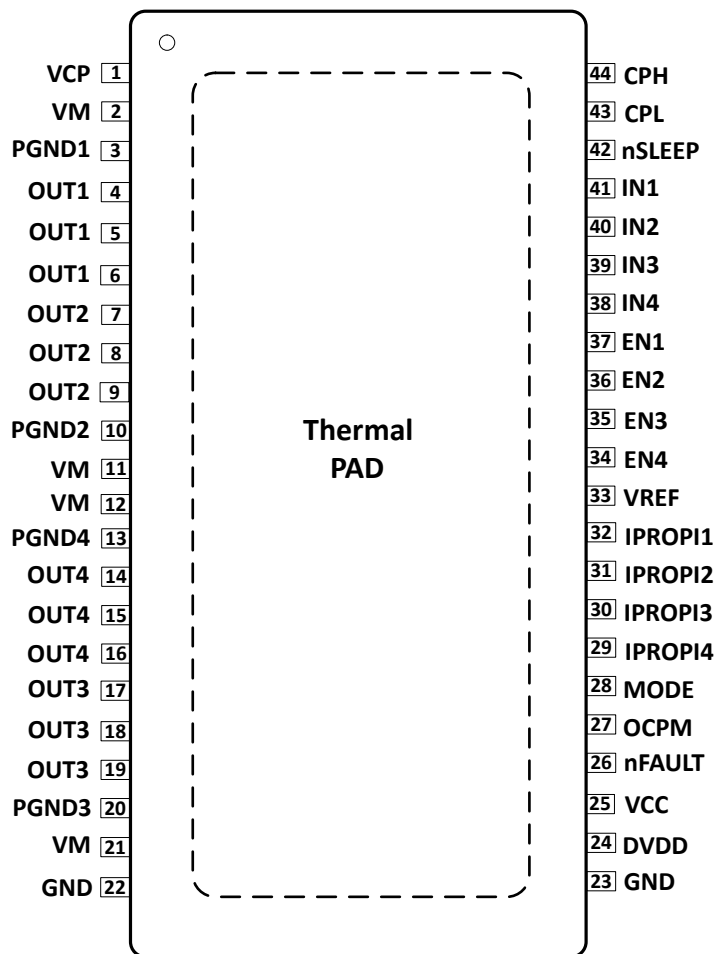 VCP 1
VM 2
PGND1 3
OUT1 4
OUT1 5
OUT1 6
OUT2 7
OUT2 8
OUT2 9
PGND2 10
VM 11
VM 12
PGND4 13
OUT4 14
OUT4 15
OUT4 16
OUT3 17
OUT3 18
OUT3 19
PGND3 20
VM 21
GND 22
Thermal
PAD
44 CPH
43 CPL
42 nSLEEP
41 IN1
40 IN2
39 IN3
38 IN4
37 EN1
36 EN2
35 EN3
34 EN4
33 VREF
32 IPROPI1
31 IPROPI2
30 IPROPI3
29 IPROPI4
28 MODE
27 OCPM
26 nFAULT
25 VCC
24 DVDD
23 GND